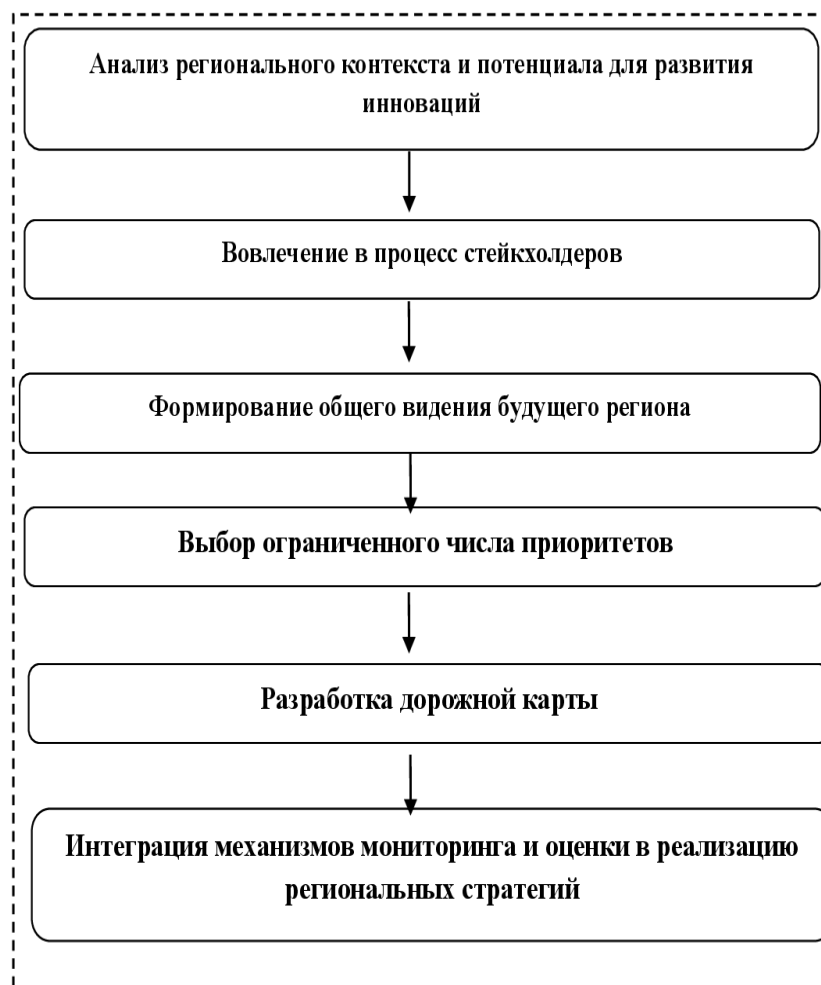 Анализ регионального контекста и потенциала для развития
инноваций
Вовлечение в процесс стейкхолдеров
Формирование общего видения будущего региона
Выбор ограниченного числа приоритетов
Разработка дорожной карты
Интеграция механизмов мониторинга и оценки в реализацию
региональных стратегий